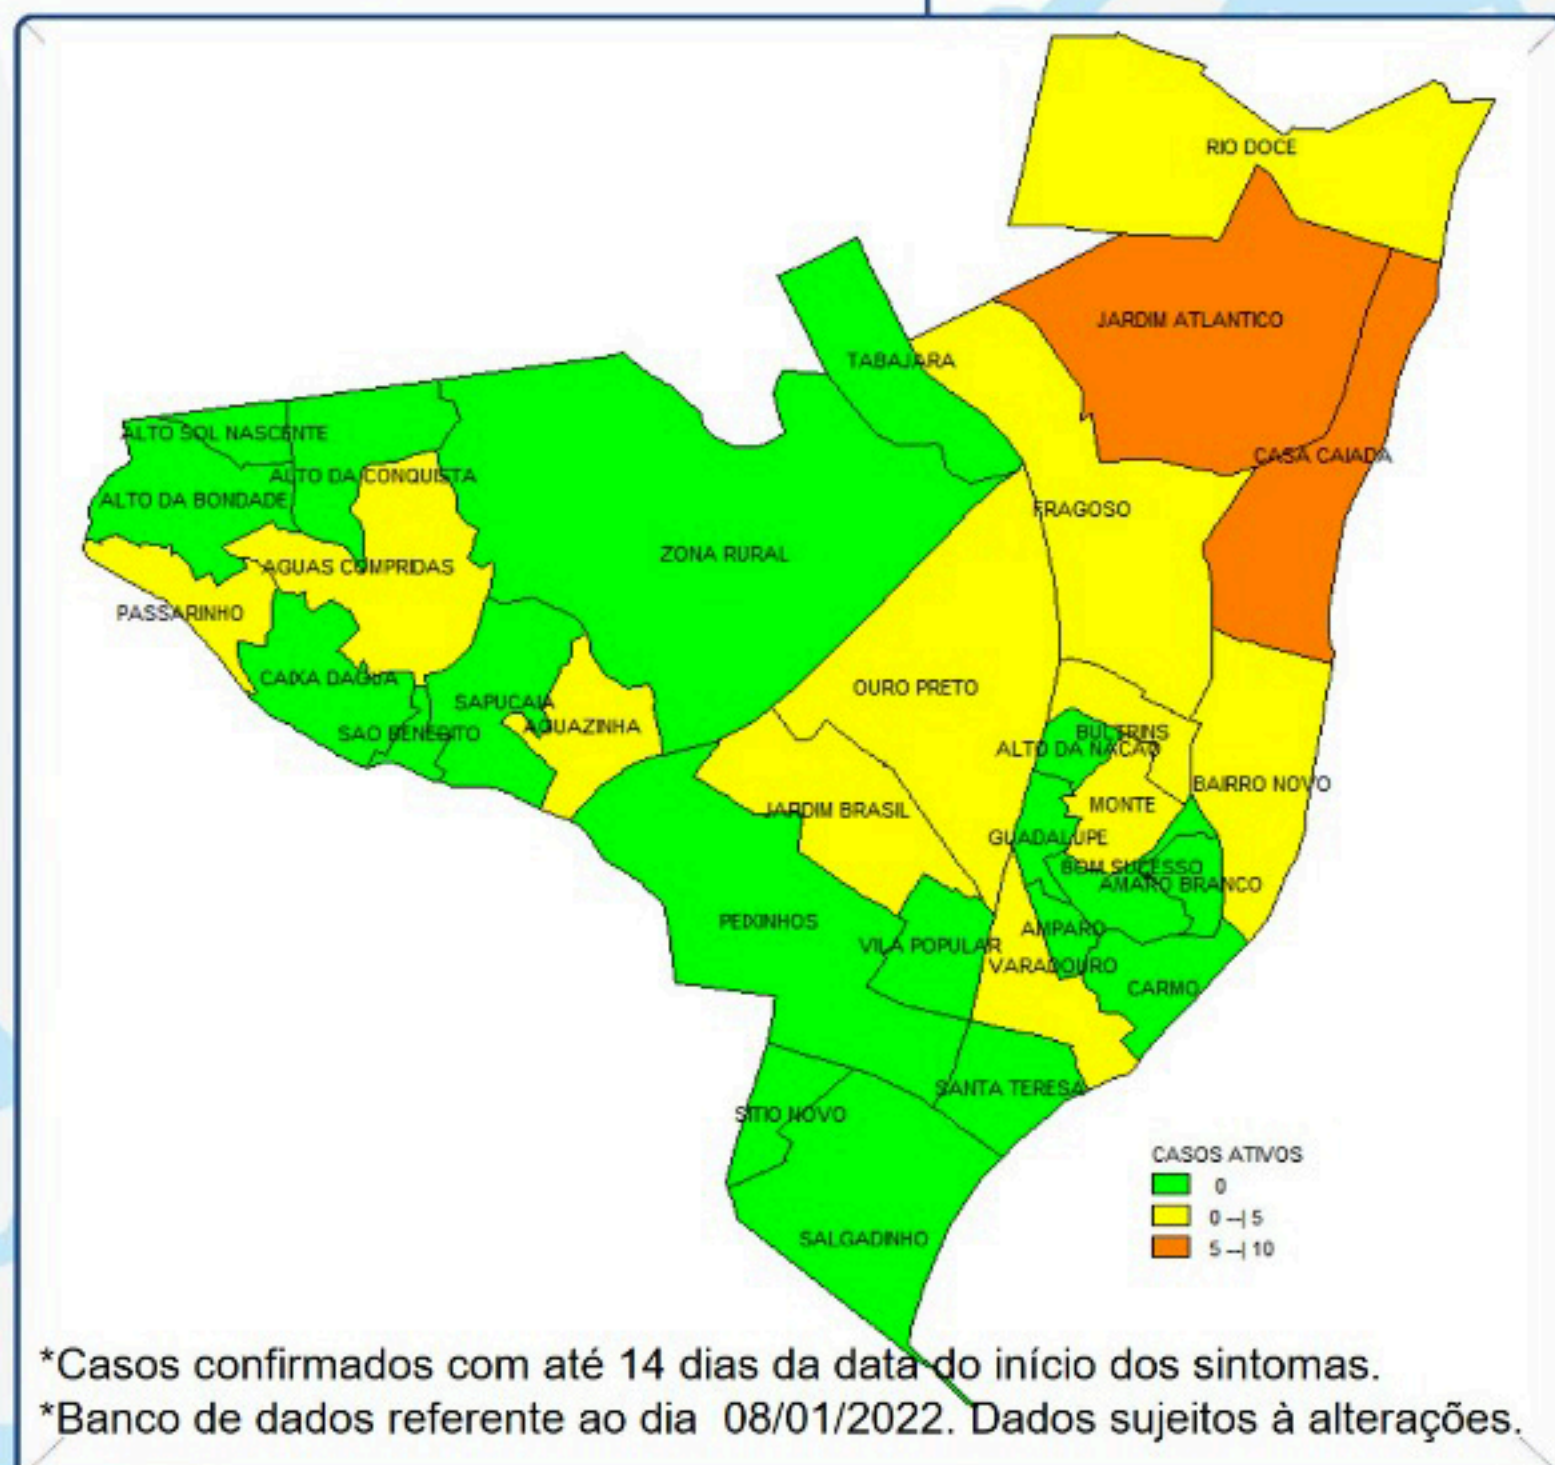 RIO DOCE
JARDIM ATLANTICO
TABAJARA
ALTO SOL NASCENTE
CASA CAIADA
ALTO DA CONQUISTA
ALTO DA BONDADE
FRAGOSO
ZONA RURAL
AGUAS COMPRIDAS
PASSARINHO
CAIXA DAGUA
OURO PRETO
SAPUCAIA
AGUAZINHA
SAO BENEDITO
BULTRINS
ALTO DA NACAO
BAIRRO NOVO
MONTE
JARDIM BRASIL
GUADALUPE
BOM SUCESSO
AMARO BRANCO
PEIXINHOS
AMPARO
VILA POPULAR
VARADOURO
CARMO
SANTA TERESA
SITIO NOVO
CASOS ATIVOS
0
0 --| 5
5 --| 10
SALGADINHO
*Casos confirmados com até 14 dias da data do início dos sintomas.
*Banco de dados referente ao dia 08/01/2022. Dados sujeitos à alterações.